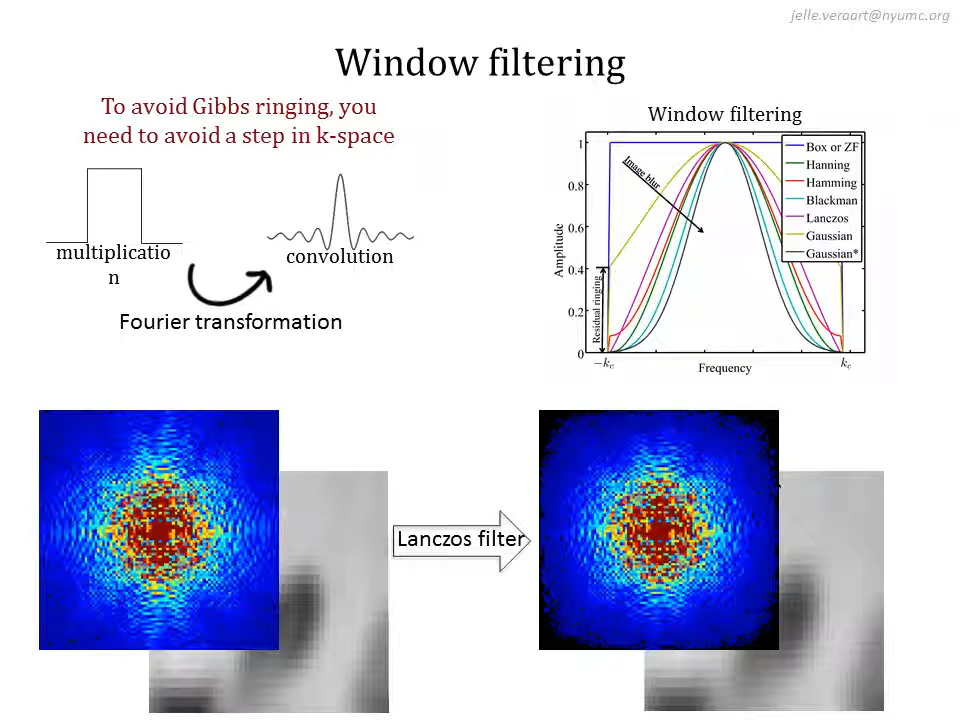 jelle.veraart@nyumc.org
Window filtering
To avoid Gibbs ringing, you
need to avoid a step in k-space
multiplicatio
n
convolution
Fourier transformation
Window filtering
Box or ZF
Hanning
Hamming
Blackman
Lanczos
Gaussian
Gaussian*
Image blur
Residual ringing
Amplitude
1
0.8
0.6
0.4
0.2
0
−kc
kc
Frequency
Lanczos filter